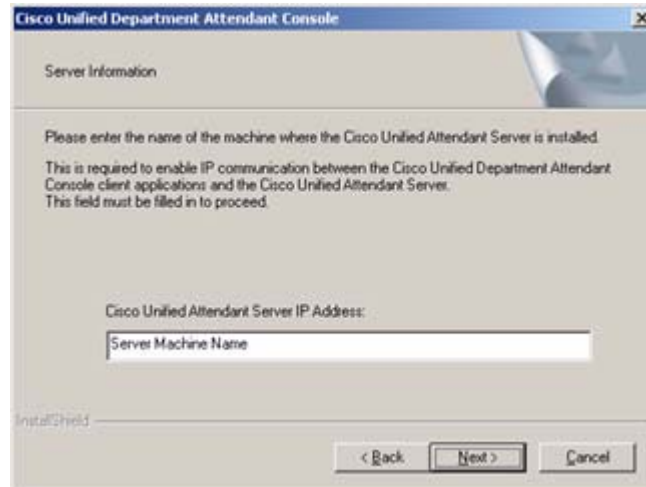 Cisco Unified Department Attendant Console
Server Information
Please enter the name of the machine where the Cisco Unified Attendant Server is installed.
This is required to enable IP communication between the Cisco Unified Department Attendant
Console client applications and the Cisco Unified Attendant Server.
This field must be filled in to proceed.
Cisco Unified Attendant Server IP Address:
Server Machine Name
InstallShield
< Back
Next >
Cancel